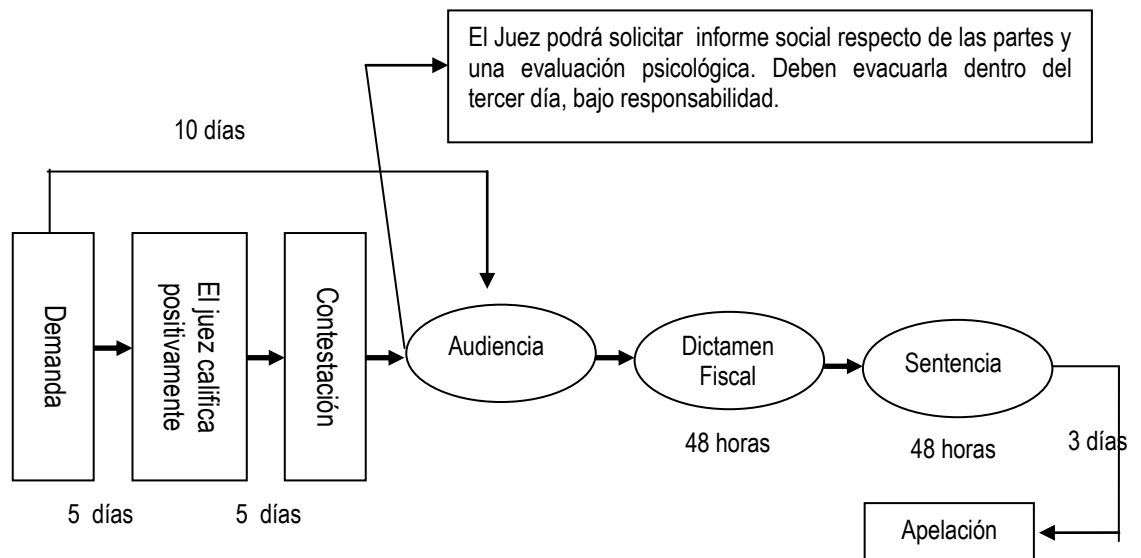 El Juez podrá solicitar informe social respecto de las partes y
una evaluación psicológica. Deben evacuarla dentro del
tercer día, bajo responsabilidad.
10 días
Demanda
El juez califica
positivamente
Contestación
Audiencia
Dictamen
Fiscal
Sentencia
48 horas
48 horas
3 días
5 días
5 días
Apelación